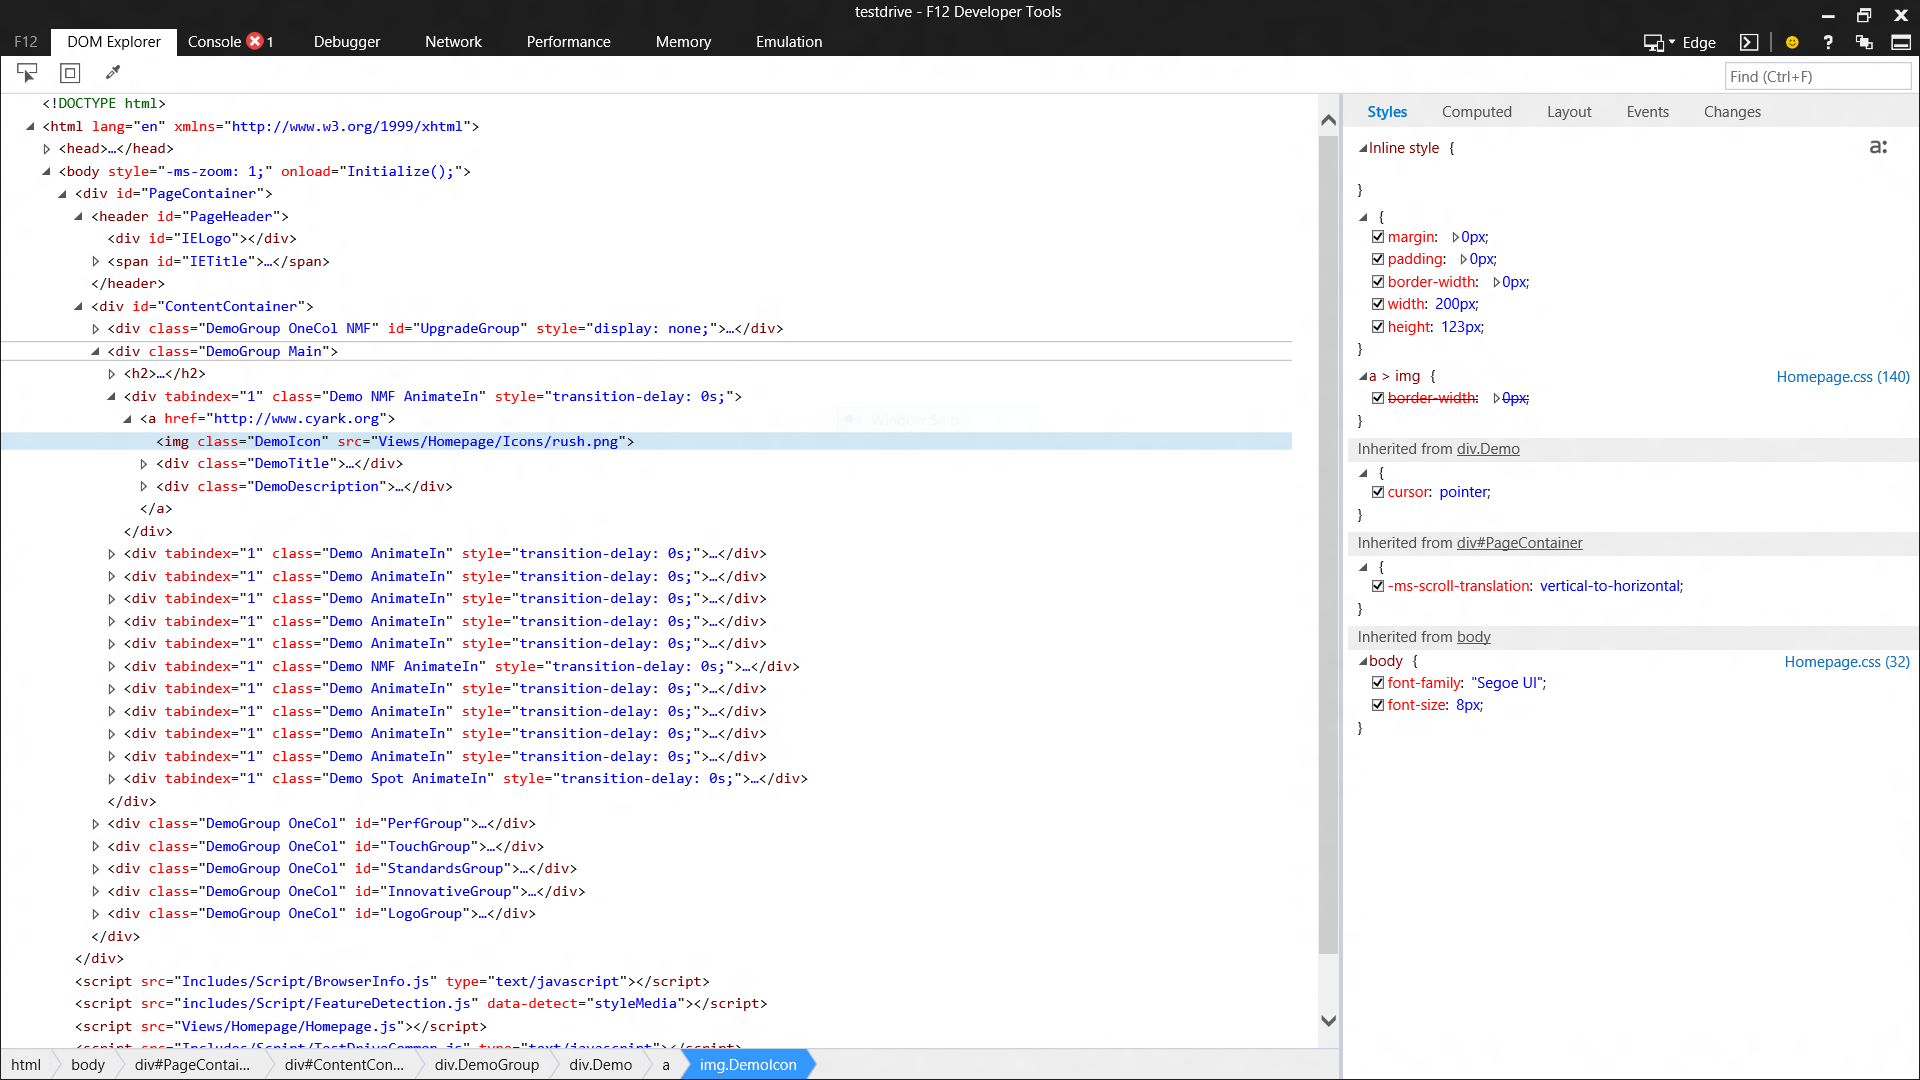 testdrive - F12 Developer Tools
F12 DOM Explorer Console 1 Debugger Network Performance Memory Emulation Edge ?
Find (Ctrl+F)
<!DOCTYPE html>
<html lang="en" xmlns="http://www.w3.org/1999/xhtml">
<head>…</head>
<body style="-ms-zoom: 1;" onload="Initialize();">
<div id="PageContainer">
<header id="PageHeader">
<div id="IELogo"></div>
<span id="IETitle">…</span>
</header>
<div id="ContentContainer">
<div class="DemoGroup OneCol NMF" id="UpgradeGroup" style="display: none;">…</div>
<div class="DemoGroup Main">
<h2>…</h2>
<div tabindex="1" class="Demo NMF AnimateIn" style="transition-delay: 0s;">
<a href="http://www.cyark.org">
Window Snip
<img class="DemoIcon" src="Views/Homepage/Icons/rush.png">
<div class="DemoTitle">…</div>
<div class="DemoDescription">…</div>
</a>
</div>
<div tabindex="1" class="Demo AnimateIn" style="transition-delay: 0s;">…</div>
<div tabindex="1" class="Demo AnimateIn" style="transition-delay: 0s;">…</div>
<div tabindex="1" class="Demo AnimateIn" style="transition-delay: 0s;">…</div>
<div tabindex="1" class="Demo AnimateIn" style="transition-delay: 0s;">…</div>
<div tabindex="1" class="Demo AnimateIn" style="transition-delay: 0s;">…</div>
<div tabindex="1" class="Demo NMF AnimateIn" style="transition-delay: 0s;">…</div>
<div tabindex="1" class="Demo AnimateIn" style="transition-delay: 0s;">…</div>
<div tabindex="1" class="Demo AnimateIn" style="transition-delay: 0s;">…</div>
<div tabindex="1" class="Demo AnimateIn" style="transition-delay: 0s;">…</div>
<div tabindex="1" class="Demo AnimateIn" style="transition-delay: 0s;">…</div>
<div tabindex="1" class="Demo Spot AnimateIn" style="transition-delay: 0s;">…</div>
</div>
<div class="DemoGroup OneCol" id="PerfGroup">…</div>
<div class="DemoGroup OneCol" id="TouchGroup">…</div>
<div class="DemoGroup OneCol" id="StandardsGroup">…</div>
<div class="DemoGroup OneCol" id="InnovativeGroup">…</div>
<div class="DemoGroup OneCol" id="LogoGroup">…</div>
</div>
</div>
<script src="Includes/Script/BrowserInfo.js" type="text/javascript"></script>
<script src="includes/Script/FeatureDetection.js" data-detect="styleMedia"></script>
<script src="Views/Homepage/Homepage.js"></script>
<script src="Includes/Script/TestDriveCommon.js" type="text/javascript"></script>
html body div#PageContai... div#ContentCon... div.DemoGroup div.Demo a img.DemoIcon
Styles Computed Layout Events Changes
Inline style { a:
}
{
margin: 0px;
padding: 0px;
border-width: 0px;
width: 200px;
height: 123px;
}
a > img { Homepage.css (140)
border-width: 0px;
}
Inherited from div.Demo
{
cursor: pointer;
}
Inherited from div#PageContainer
{
-ms-scroll-translation: vertical-to-horizontal;
}
Inherited from body
body { Homepage.css (32)
font-family: "Segoe UI";
font-size: 8px;
}